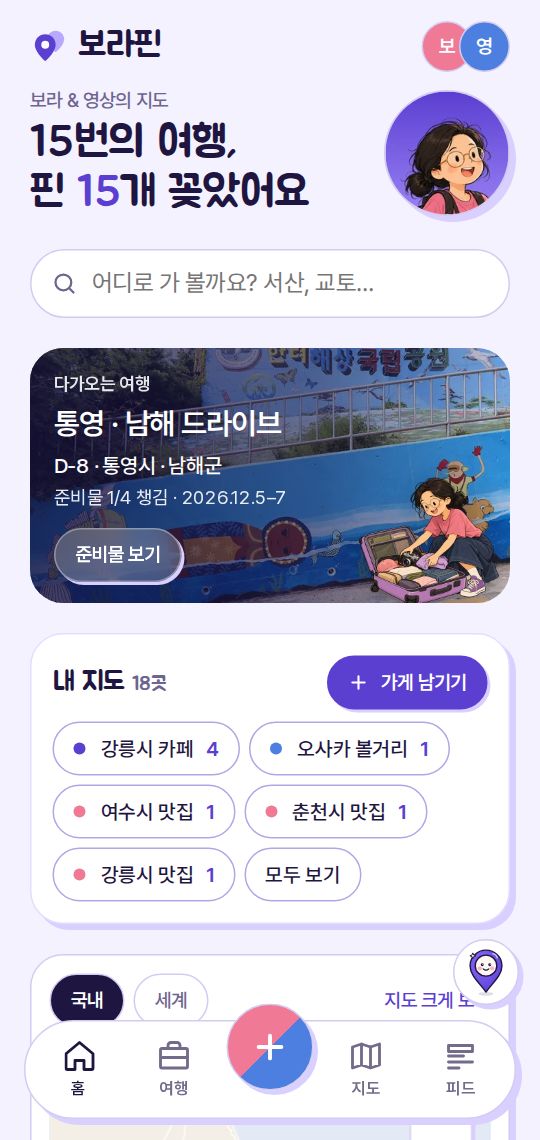 보라핀
보 영
보라 & 영상의 지도
15번의 여행,
핀 15개 꽂았어요
어디로 가 볼까요? 서산, 교토...
해상국립공원
다가오는 여행
통영 · 남해 드라이브
D-8 · 통영시 · 남해군
준비물 1/4 챙김 · 2026.12.5–7
준비물 보기
내 지도 18곳
+ 가게 남기기
강릉시 카페 4
오사카 볼거리 1
여수시 맛집 1
춘천시 맛집 1
강릉시 맛집 1
모두 보기
국내 세계 지도 크게
홈 여행 + 지도 피드